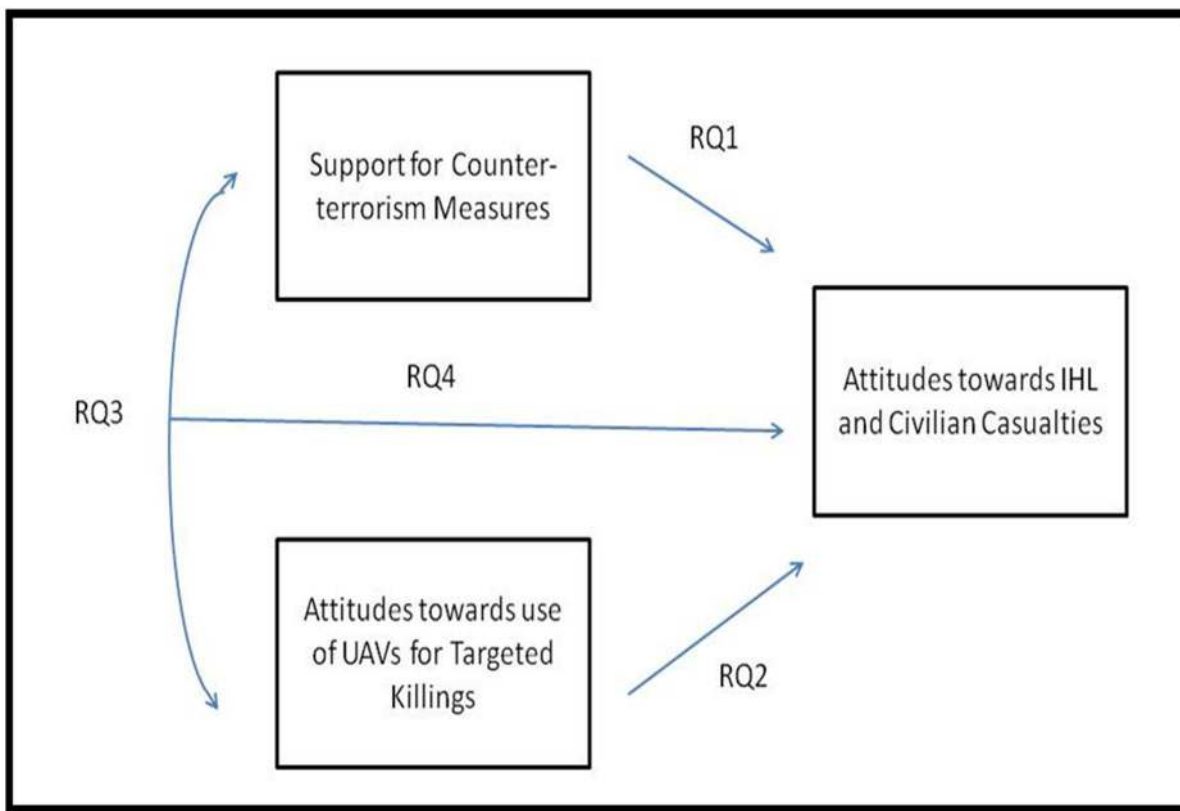 Support for Counter-
terrorism Measures
RQ1
RQ4
RQ3
Attitudes towards IHL
and Civilian Casualties
Attitudes towards use
of UAVs for Targeted
Killings
RQ2